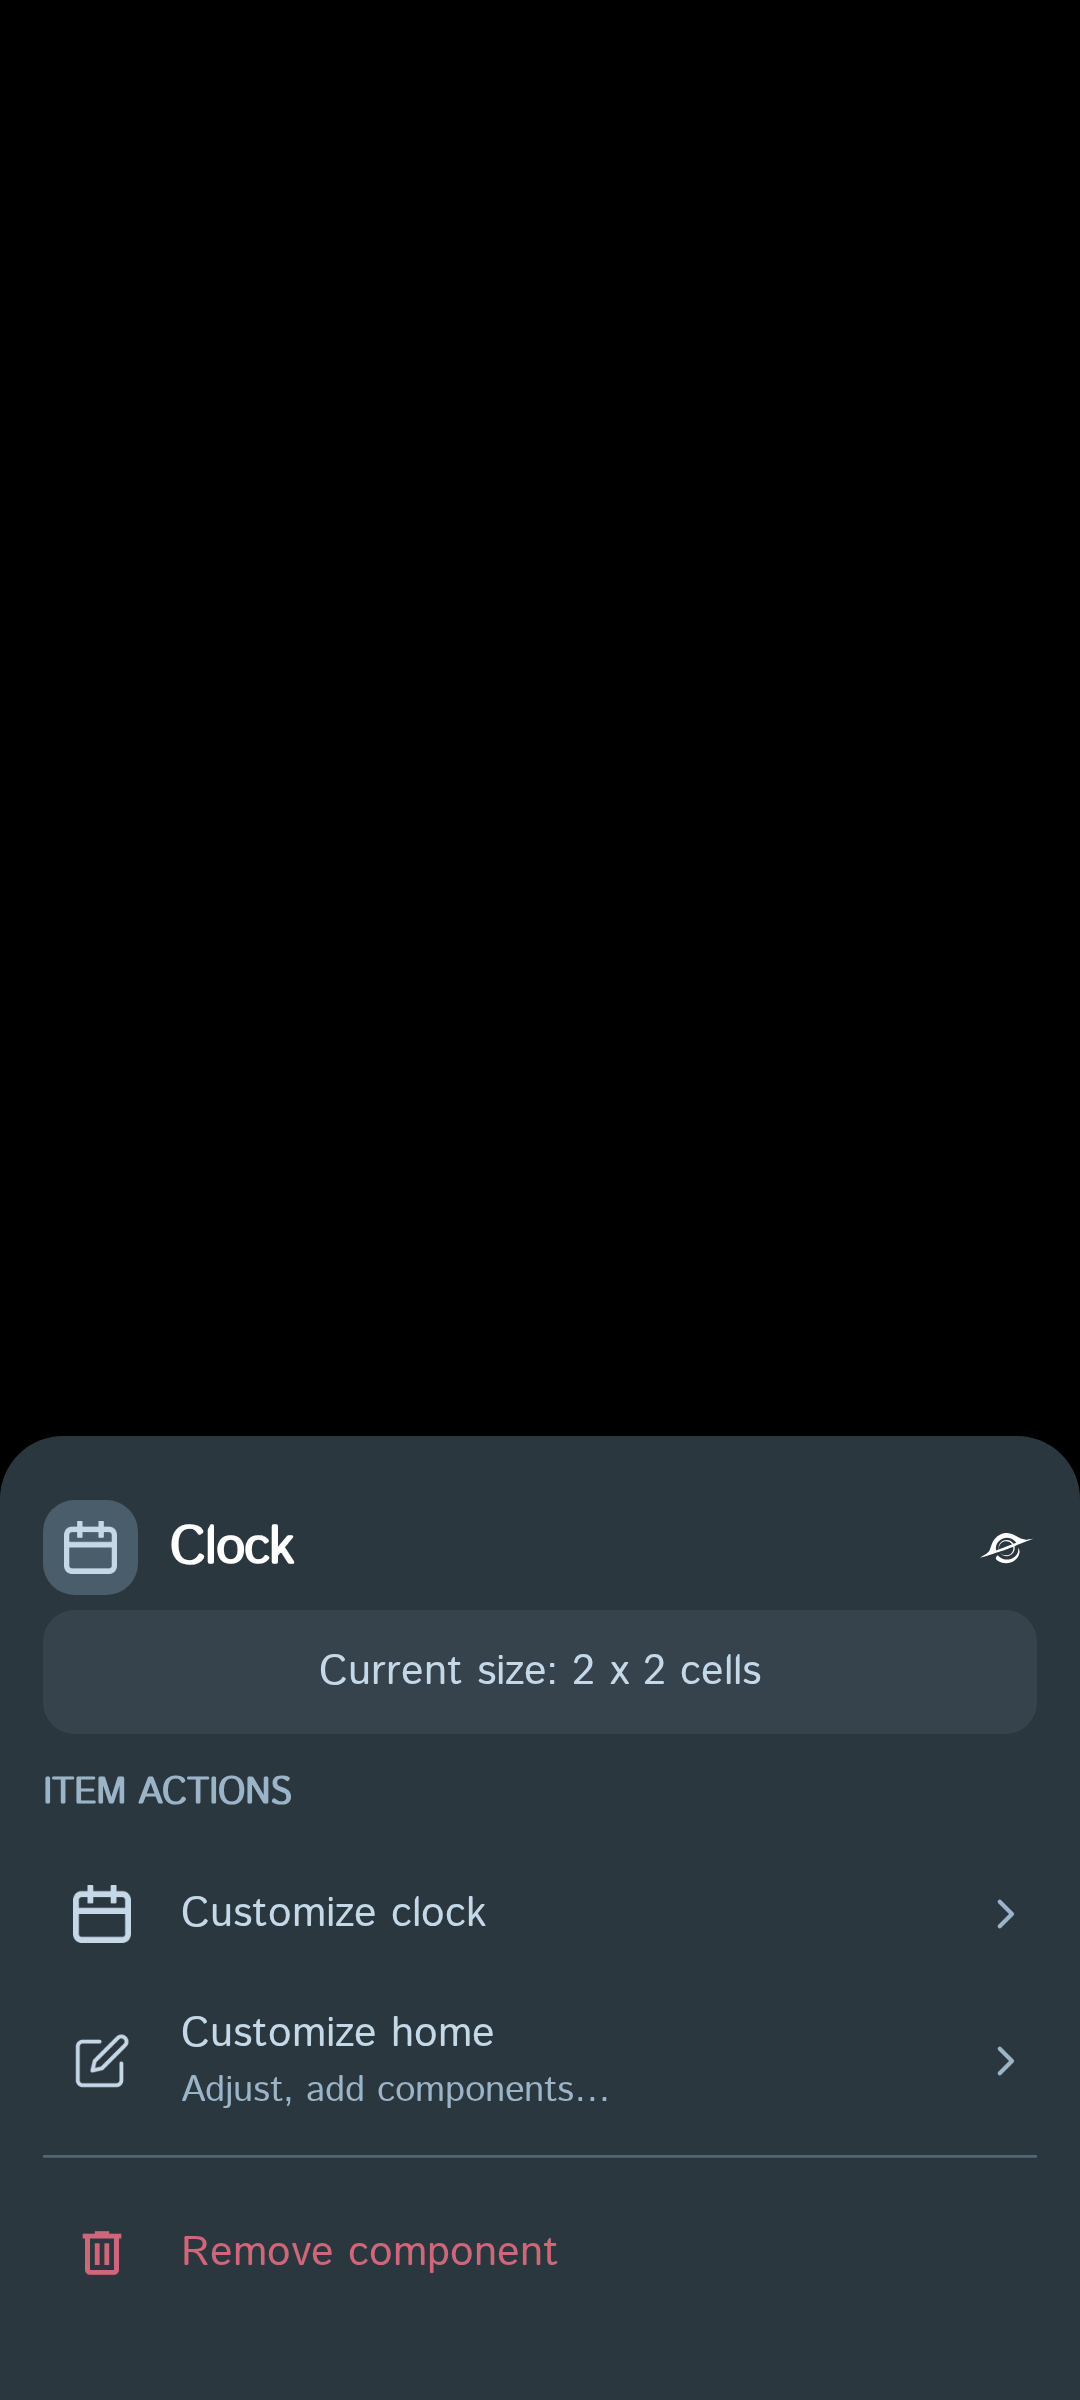 Clock
Current size: 2 x 2 cells
ITEM ACTIONS
Customize clock
Customize home
Adjust, add components...
Remove component